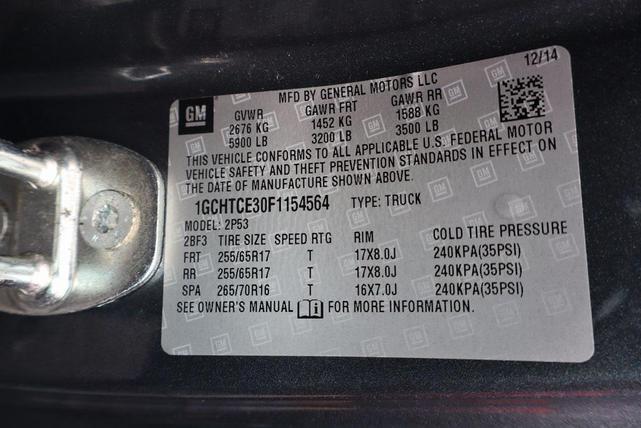 12/14
MFD BY GENERAL MOTORS LLC
GM GVWR GAWR FRT GAWR RR
2676 KG 1452 KG 1588 KG
5900 LB 3200 LB 3500 LB
THIS VEHICLE CONFORMS TO ALL APPLICABLE U.S. FEDERAL MOTOR
VEHICLE SAFETY AND THEFT PREVENTION STANDARDS IN EFFECT ON
THE DATE OF MANUFACTURE SHOWN ABOVE.
1GCHTCE30F1154564 TYPE: TRUCK
MODEL: 2P53
2BF3 TIRE SIZE SPEED RTG RIM COLD TIRE PRESSURE
FRT 255/65R17 T 17X8.0J 240KPA(35PSI)
RR 255/65R17 T 17X8.0J 240KPA(35PSI)
SPA 265/70R16 T 16X7.0J 240KPA(35PSI)
SEE OWNER'S MANUAL i FOR MORE INFORMATION.